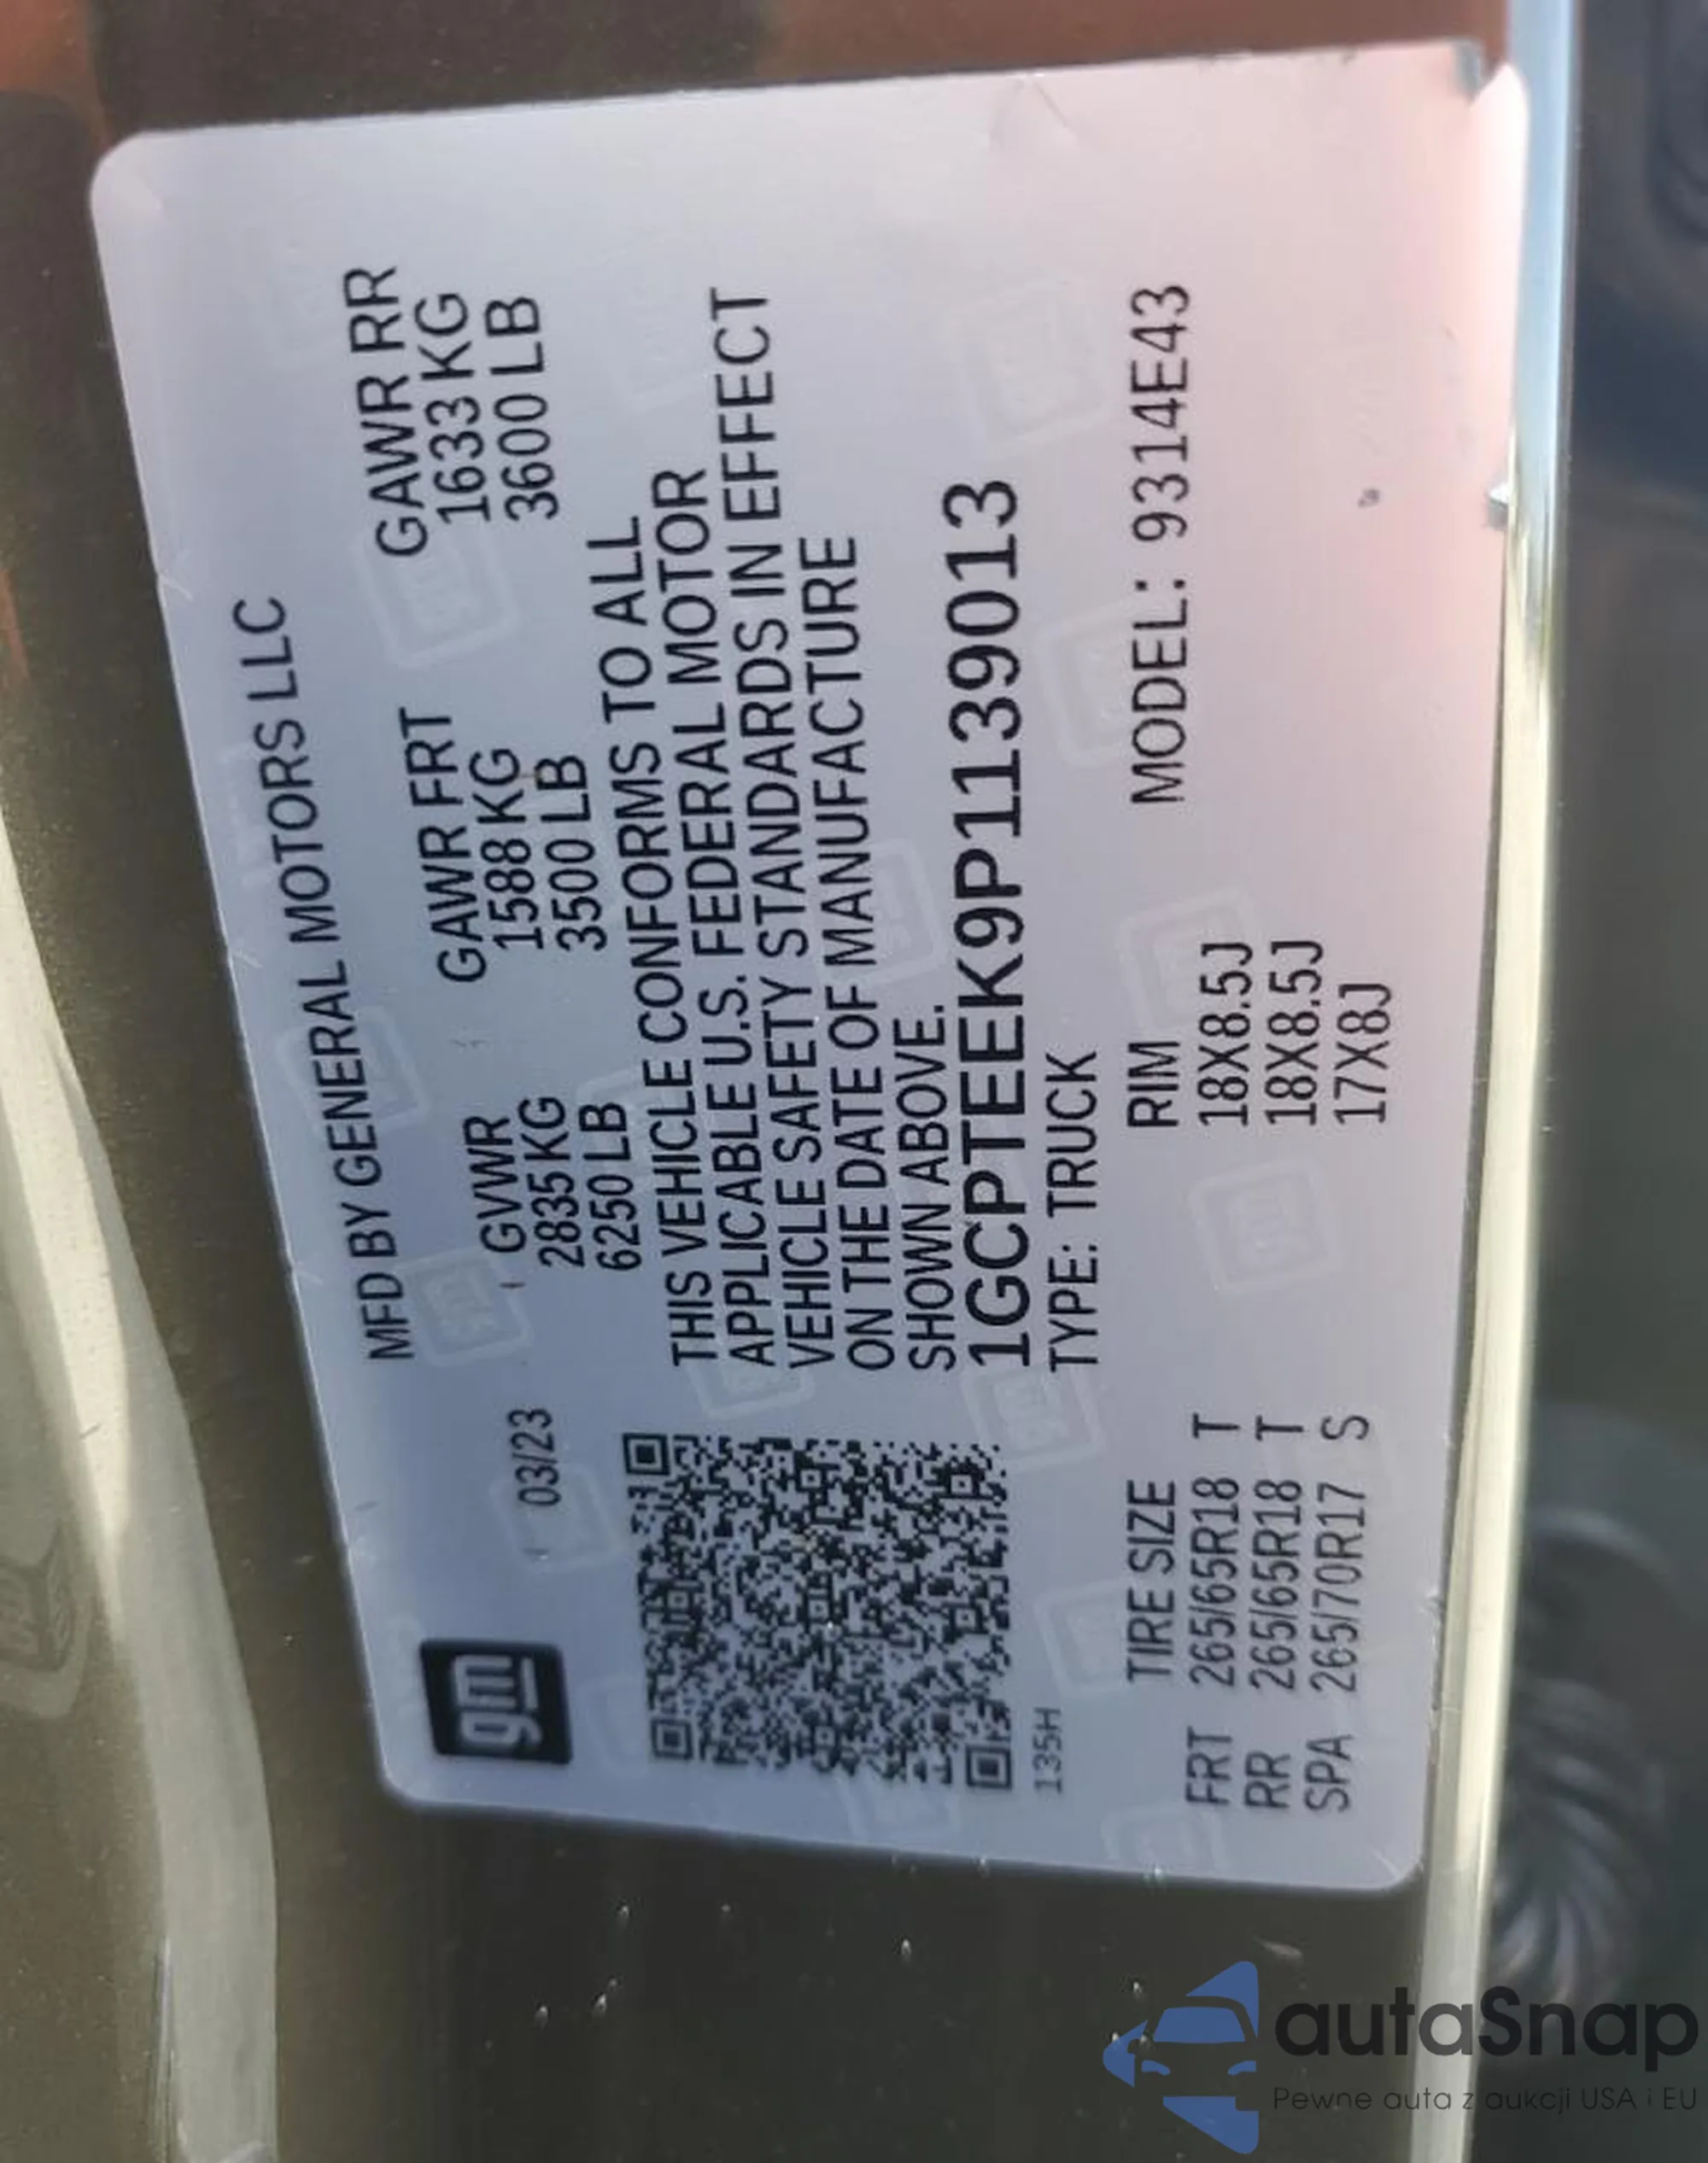 MFD BY GENERAL MOTORS LLC
gm
03/23 GVWR GAWR FRT GAWR RR
2835 KG 1588 KG 1633 KG
6250 LB 3500 LB 3600 LB
THIS VEHICLE CONFORMS TO ALL
APPLICABLE U.S. FEDERAL MOTOR
VEHICLE SAFETY STANDARDS IN EFFECT
ON THE DATE OF MANUFACTURE
SHOWN ABOVE.
1GCPTEEK9P1139013
135H
TYPE: TRUCK
TIRE SIZE RIM MODEL: 9314E43
FRT 265/65R18 T 18X8.5J
RR 265/65R18 T 18X8.5J
SPA 265/70R17 S 17X8J
autaSnap
Pewne auta z aukcji USA i EU